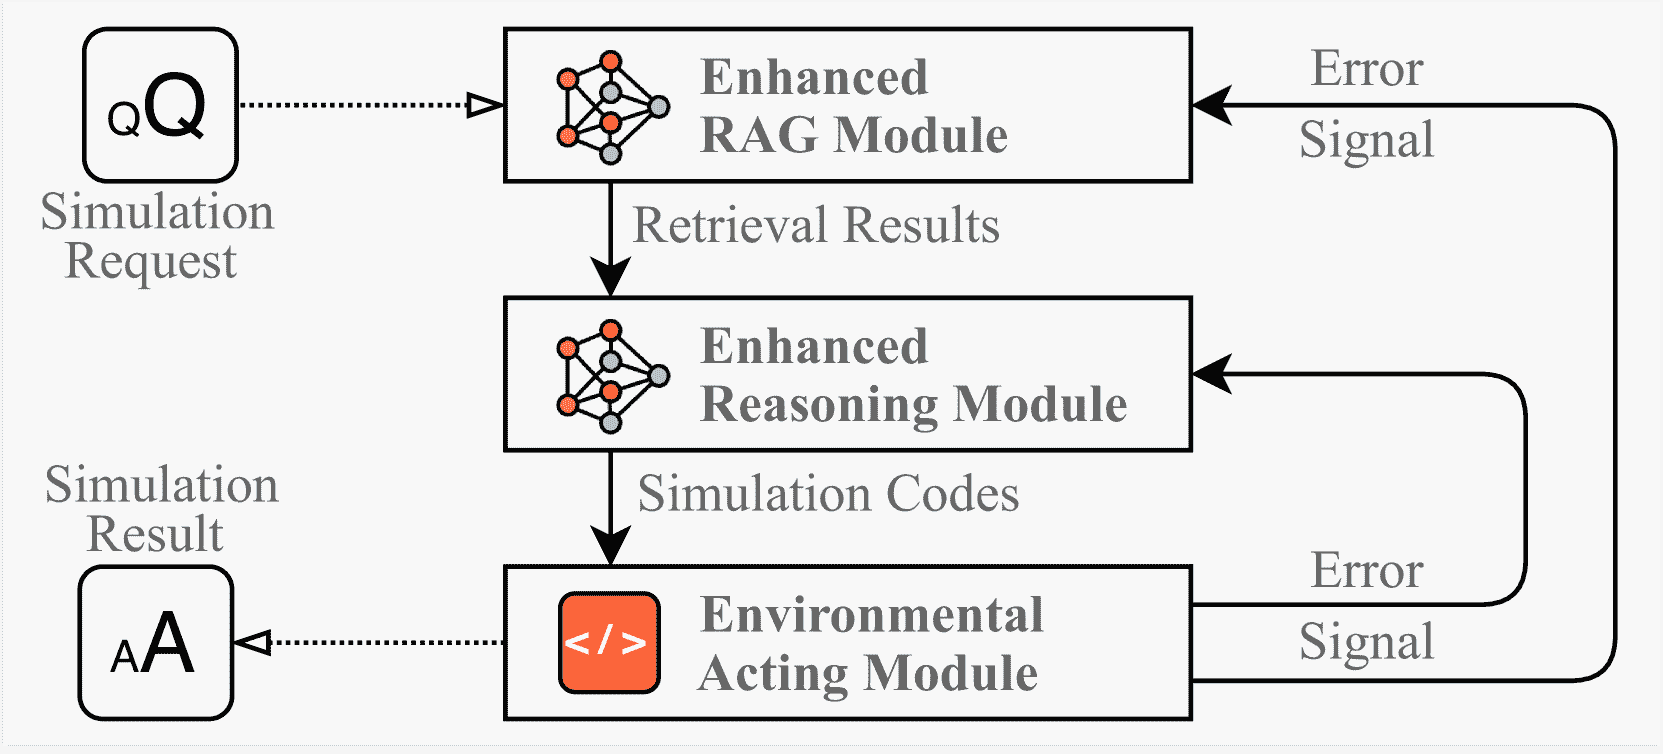 QQ
Simulation
Request
Enhanced
RAG Module
Error
Signal
Retrieval Results
Enhanced
Reasoning Module
Simulation Codes
Simulation
Result
AA
</>
Environmental
Acting Module
Error
Signal